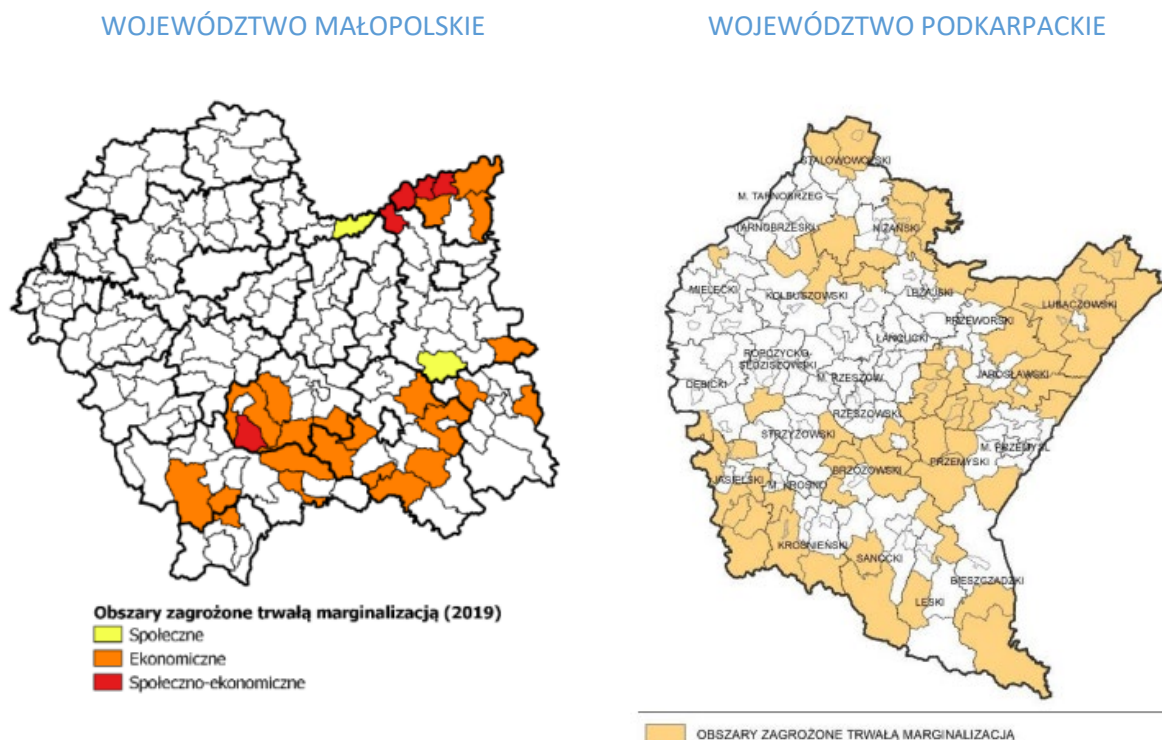 WOJEWÓDZTWO MAŁOPOLSKIE
WOJEWÓDZTWO PODKARPACKIE
Obszary zagrożone trwałą marginalizacją (2019)
Społeczne
Ekonomiczne
Społeczno-ekonomiczne
STALOWOWOLSKI
M. TARNOBRZEG
TARNOBRZESKI
NIŻAŃSKI
MIELECKI
KOLBUSZOWSKI
LEŻAJSKI
LUBACZOWSKI
PRZEWORSKI
ŁAŃCUCKI
ROPCZYCKO-
SĘDZISZOWSKI
M. RZESZÓW
JAROSŁAWSKI
DĘBICKI
RZESZOWSKI
STRZYŻOWSKI
M. PRZEMYŚL
BRZOZOWSKI
PRZEMYSKI
JASIELSKI
M. KROSNO
KROŚNIEŃSKI
SANOCKI
BIESZCZADZKI
LESKI
OBSZARY ZAGROŻONE TRWAŁĄ MARGINALIZACJĄ